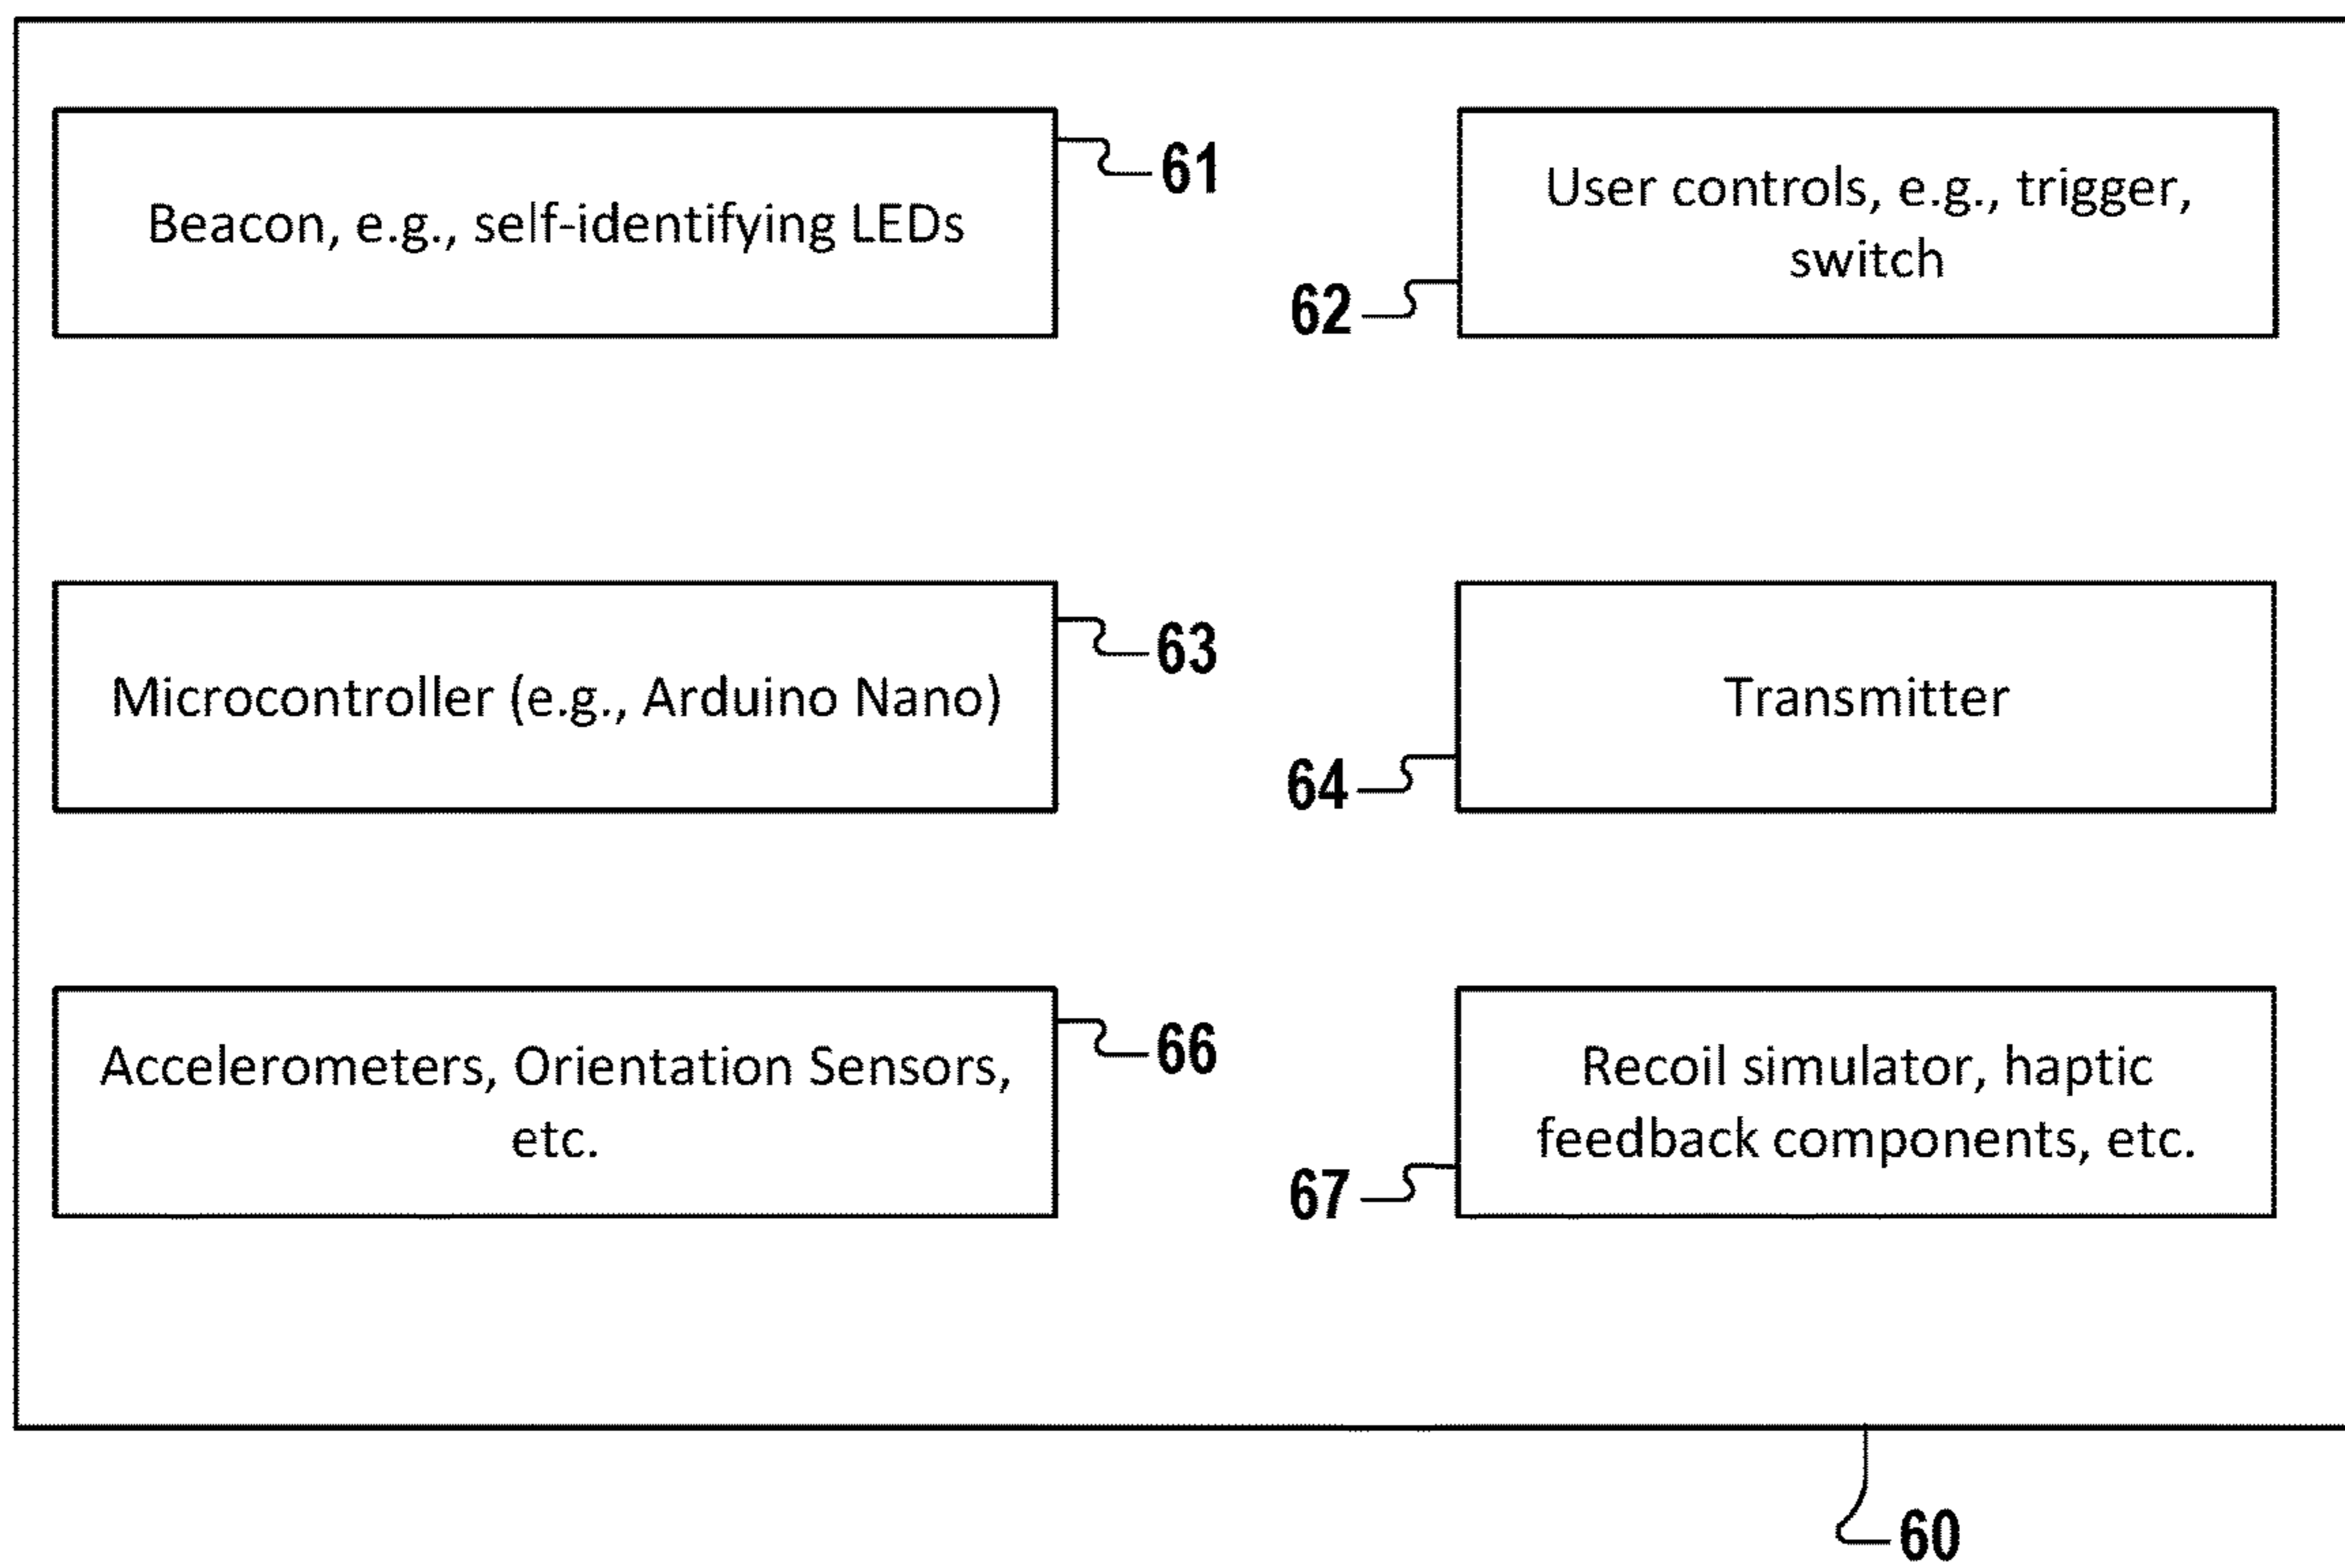 Beacon, e.g., self-identifying LEDs
61
User controls, e.g., trigger,
switch
62
Microcontroller (e.g., Arduino Nano)
63
Transmitter
64
Accelerometers, Orientation Sensors,
etc.
66
Recoil simulator, haptic
feedback components, etc.
67
60